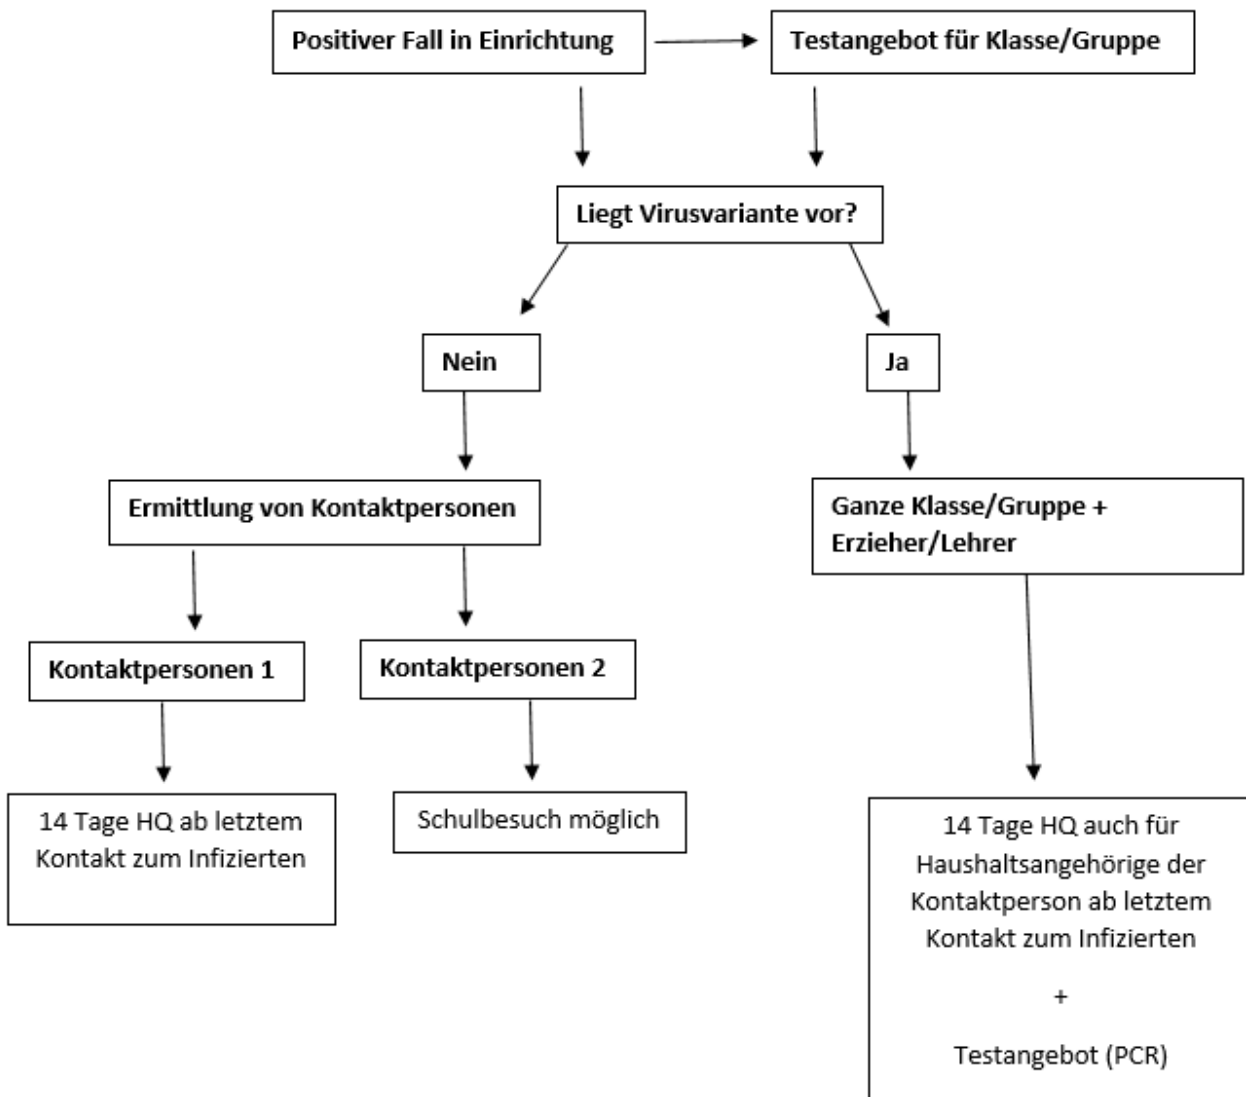 Positiver Fall in Einrichtung
Testangebot für Klasse/Gruppe
Liegt Virusvariante vor?
Nein
Ja
Ermittlung von Kontaktpersonen
Ganze Klasse/Gruppe +
Erzieher/Lehrer
Kontaktpersonen 1
Kontaktpersonen 2
14 Tage HQ ab letztem
Kontakt zum Infizierten
Schulbesuch möglich
14 Tage HQ auch für
Haushaltsangehörige der
Kontaktperson ab letztem
Kontakt zum Infizierten
+
Testangebot (PCR)